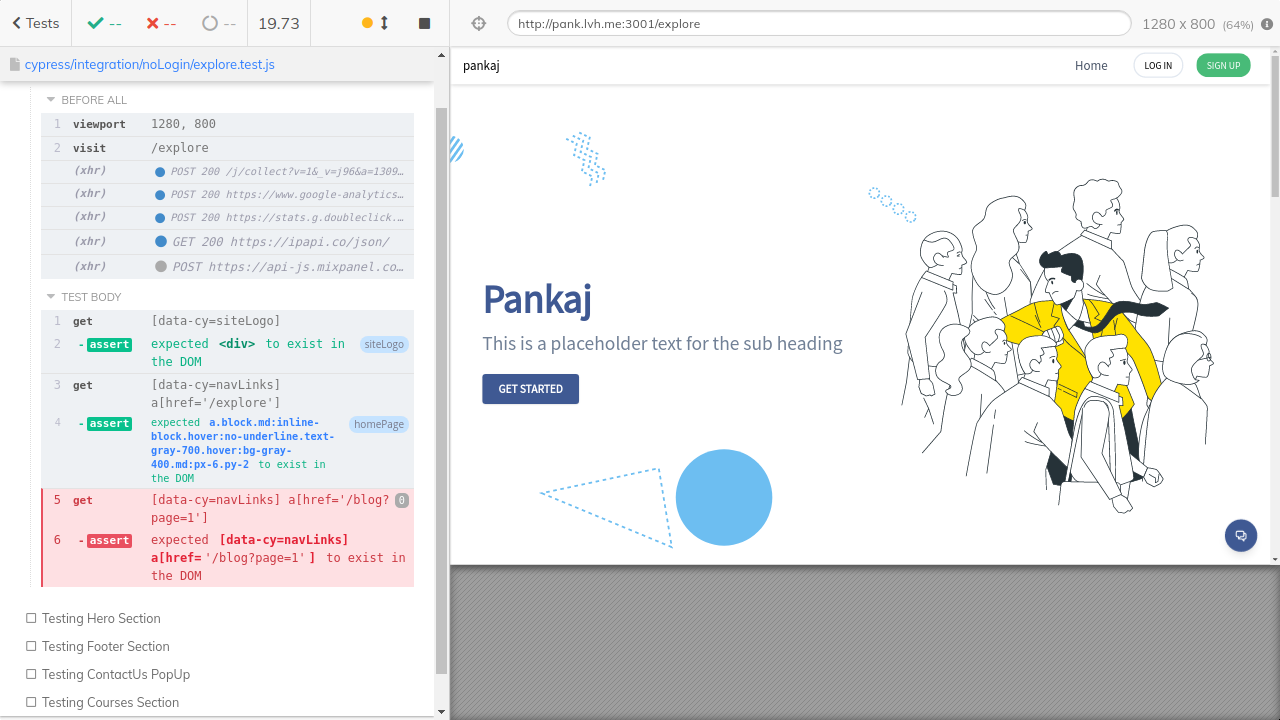 Tests
--
--
--
19.73
http://pank.lvh.me:3001/explore
1280 x 800 (64%)
cypress/integration/noLogin/explore.test.js
BEFORE ALL
1 viewport 1280, 800
2 visit /explore
(xhr) POST 200 /j/collect?v=1&_v=j96&a=1309…
(xhr) POST 200 https://www.google-analytics…
(xhr) POST 200 https://stats.g.doubleclick.…
(xhr) GET 200 https://ipapi.co/json/
(xhr) POST https://api-js.mixpanel.co…
TEST BODY
1 get [data-cy=siteLogo]
2 -assert expected <div> to exist in siteLogo
the DOM
3 get [data-cy=navLinks]
a[href='/explore']
4 -assert expected a.block.md:inline- homePage
block.hover:no-underline.text-
gray-700.hover:bg-gray-
400.md:px-6.py-2 to exist in
the DOM
5 get [data-cy=navLinks] a[href='/blog? 0
page=1']
6 -assert expected [data-cy=navLinks]
a[href= '/blog?page=1' ] to exist in
the DOM
Testing Hero Section
Testing Footer Section
Testing ContactUs PopUp
Testing Courses Section
pankaj
Home
LOG IN
SIGN UP
Pankaj
This is a placeholder text for the sub heading
GET STARTED